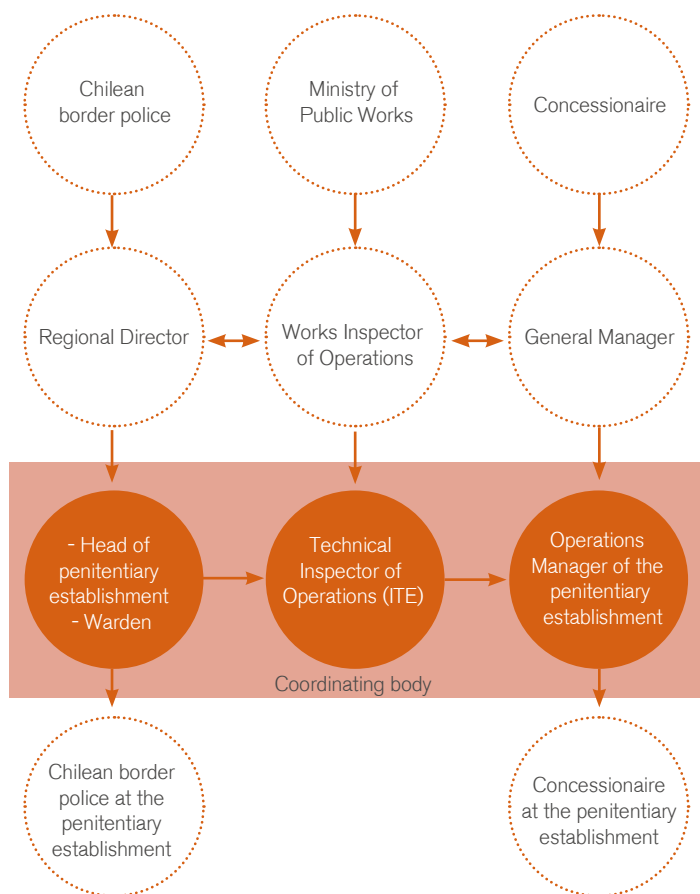 Chilean
border police
Ministry of
Public Works
Concessionaire
Regional Director
Works Inspector
of Operations
General Manager
- Head of
penitentiary
establishment
- Warden
Technical
Inspector of
Operations (ITE)
Operations
Manager of the
penitentiary
establishment
Coordinating body
Chilean border
police at the
penitentiary
establishment
Concessionaire
at the penitentiary
establishment